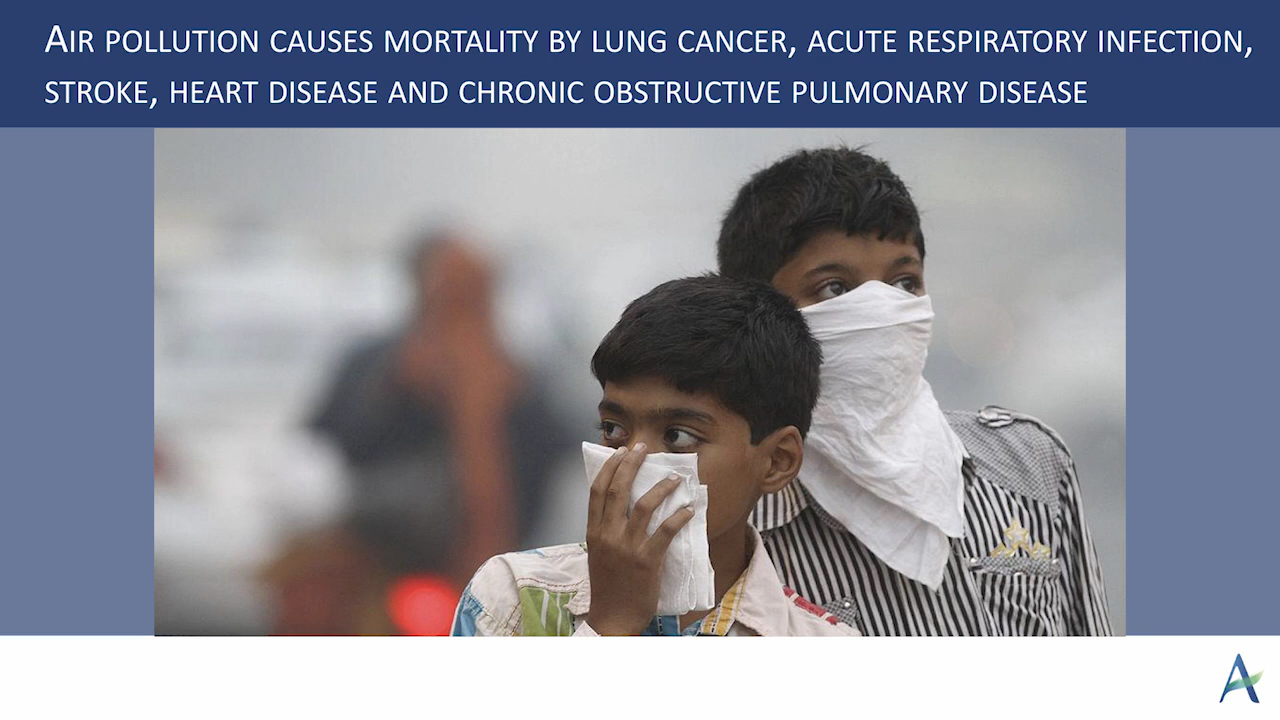 AIR POLLUTION CAUSES MORTALITY BY LUNG CANCER, ACUTE RESPIRATORY INFECTION,
STROKE, HEART DISEASE AND CHRONIC OBSTRUCTIVE PULMONARY DISEASE